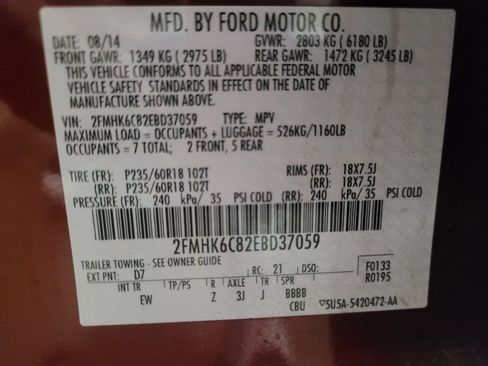 MFD. BY FORD MOTOR CO.
DATE: 08/14 GVWR: 2803 KG ( 6180 LB)
FRONT GAWR: 1349 KG ( 2975 LB) REAR GAWR: 1472 KG ( 3245 LB)
THIS VEHICLE CONFORMS TO ALL APPLICABLE FEDERAL MOTOR
VEHICLE SAFETY STANDARDS IN EFFECT ON THE DATE OF
MANUFACTURE SHOWN ABOVE.
VIN: 2FMHK6C82EBD37059 TYPE: MPV
MAXIMUM LOAD = OCCUPANTS + LUGGAGE = 526KG/1160LB
OCCUPANTS = 7 TOTAL; 2 FRONT, 5 REAR
TIRE (FR): P235/60R18 102T RIMS (FR): 18X7.5J
(RR): P235/60R18 102T (RR): 18X7.5J
PRESSURE (FR): 240 kPa/ 35 PSI COLD (RR): 240 kPa/ 35 PSI COLD
2FMHK6C82EBD37059
TRAILER TOWING - SEE OWNER GUIDE
EXT PNT: D7 RC: 21 DSO: F0133
R0195
INT TR TP/PS R AXLE TR SPR
EW Z 3J J BBBB
CBU 5U5A-5420472-AA